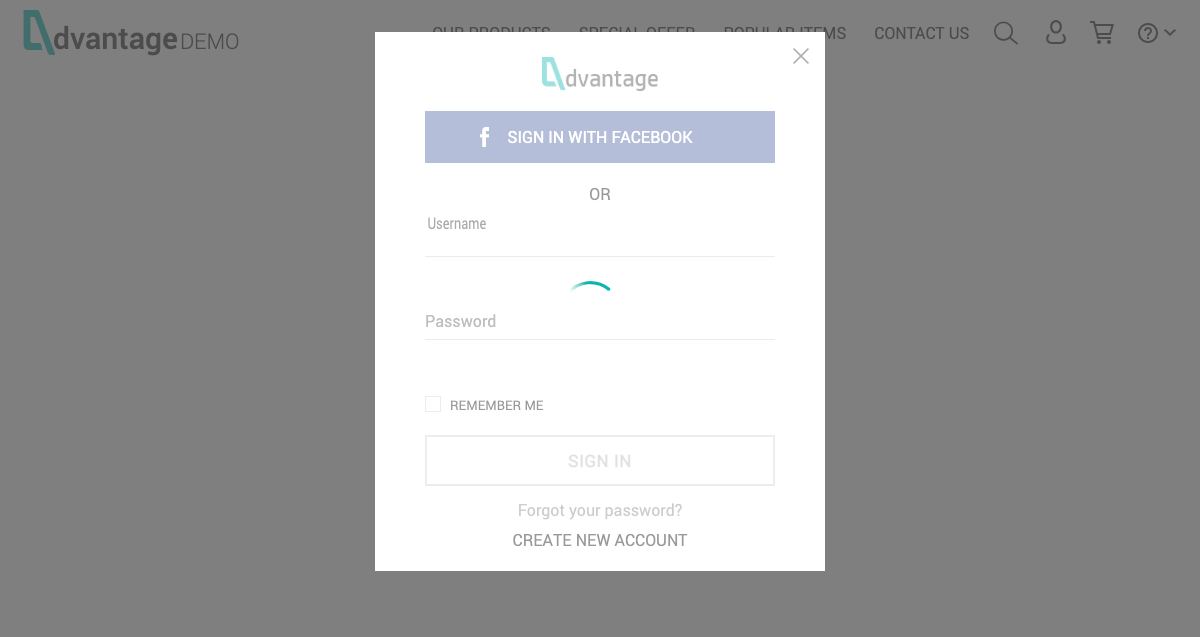 dvantage DEMO
OUR PRODUCTS SPECIAL OFFER POPULAR ITEMS CONTACT US
dvantage
SIGN IN WITH FACEBOOK
OR
Username
Password
REMEMBER ME
SIGN IN
Forgot your password?
CREATE NEW ACCOUNT